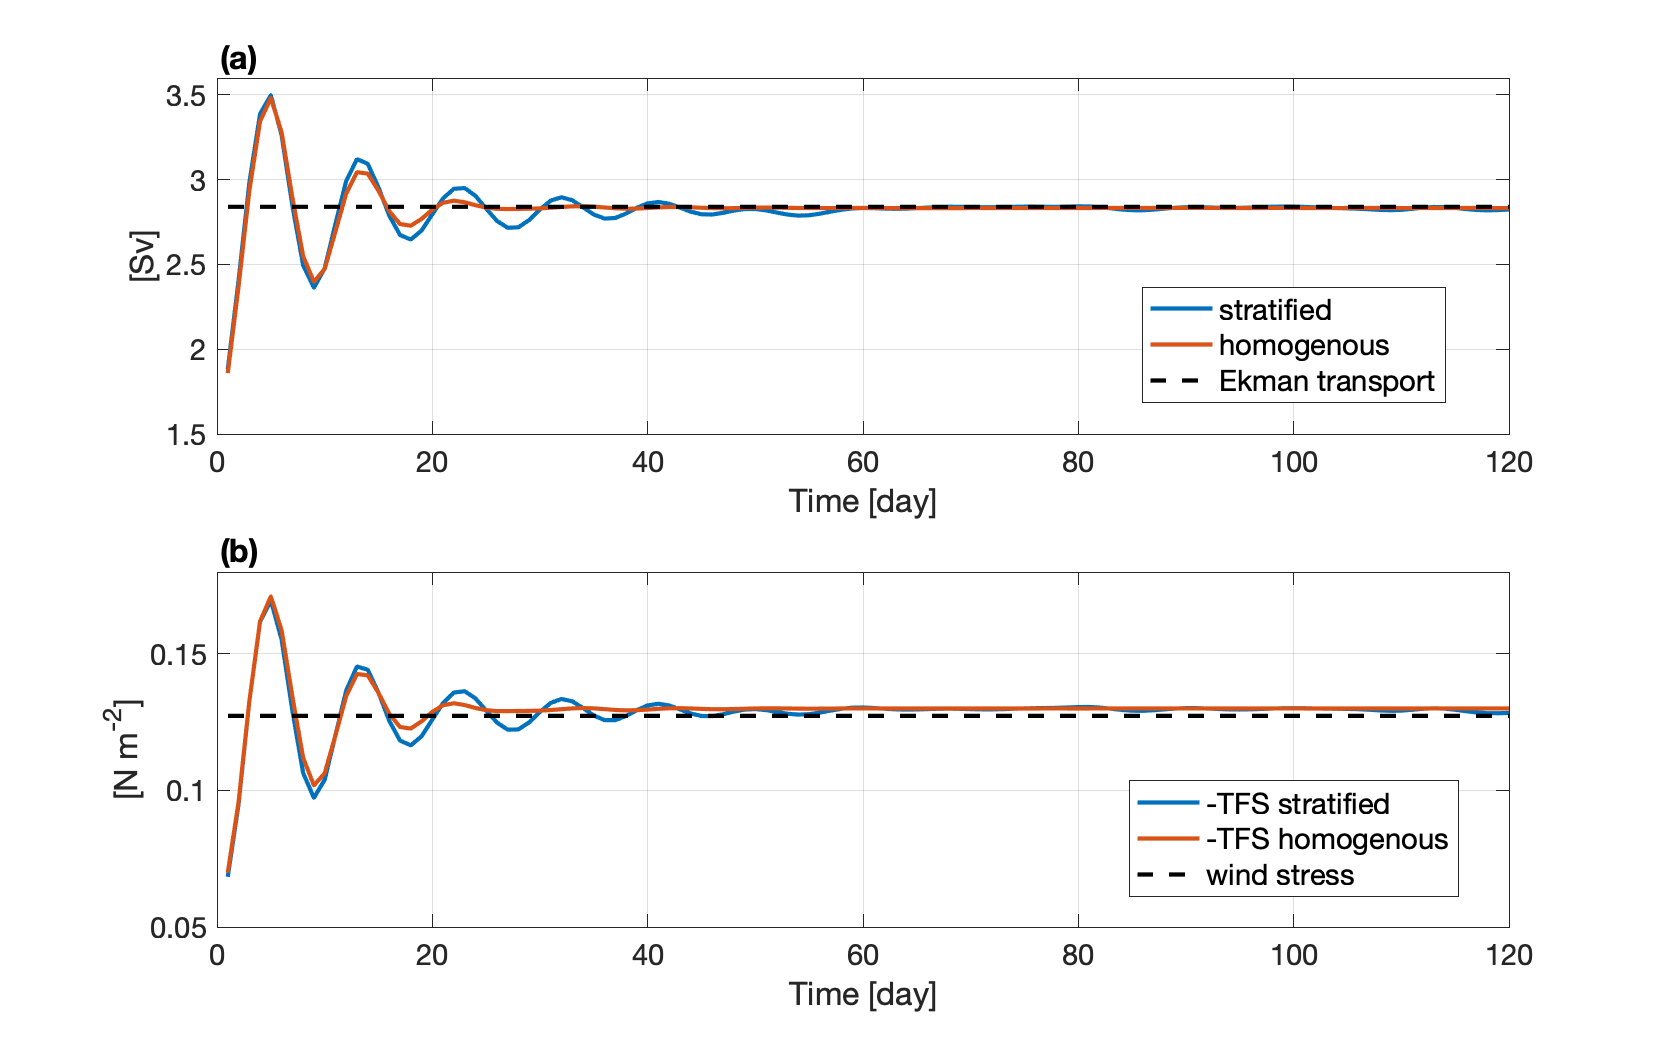 (a)
3.5
3
2.5
2
1.5
[Sv]
stratified
homogenous
Ekman transport
0 20 40 60 80 100 120
Time [day]
(b)
0.15
0.1
0.05
[N m-2]
-TFS stratified
-TFS homogenous
wind stress
0 20 40 60 80 100 120
Time [day]